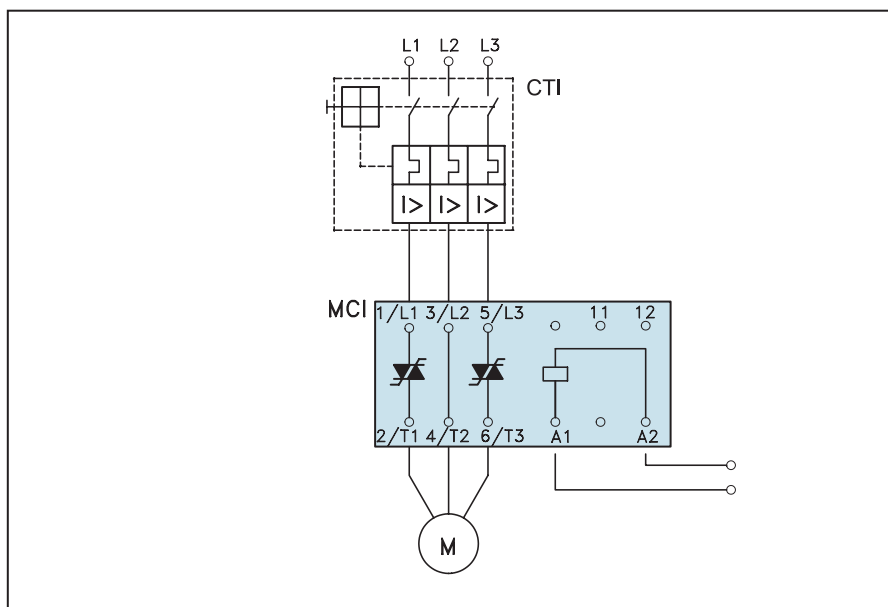 L1 L2 L3
CTI
I> I> I>
MCI
1/L1 3/L2 5/L3 11 12
2/T1 4/T2 6/T3 A1 A2
M